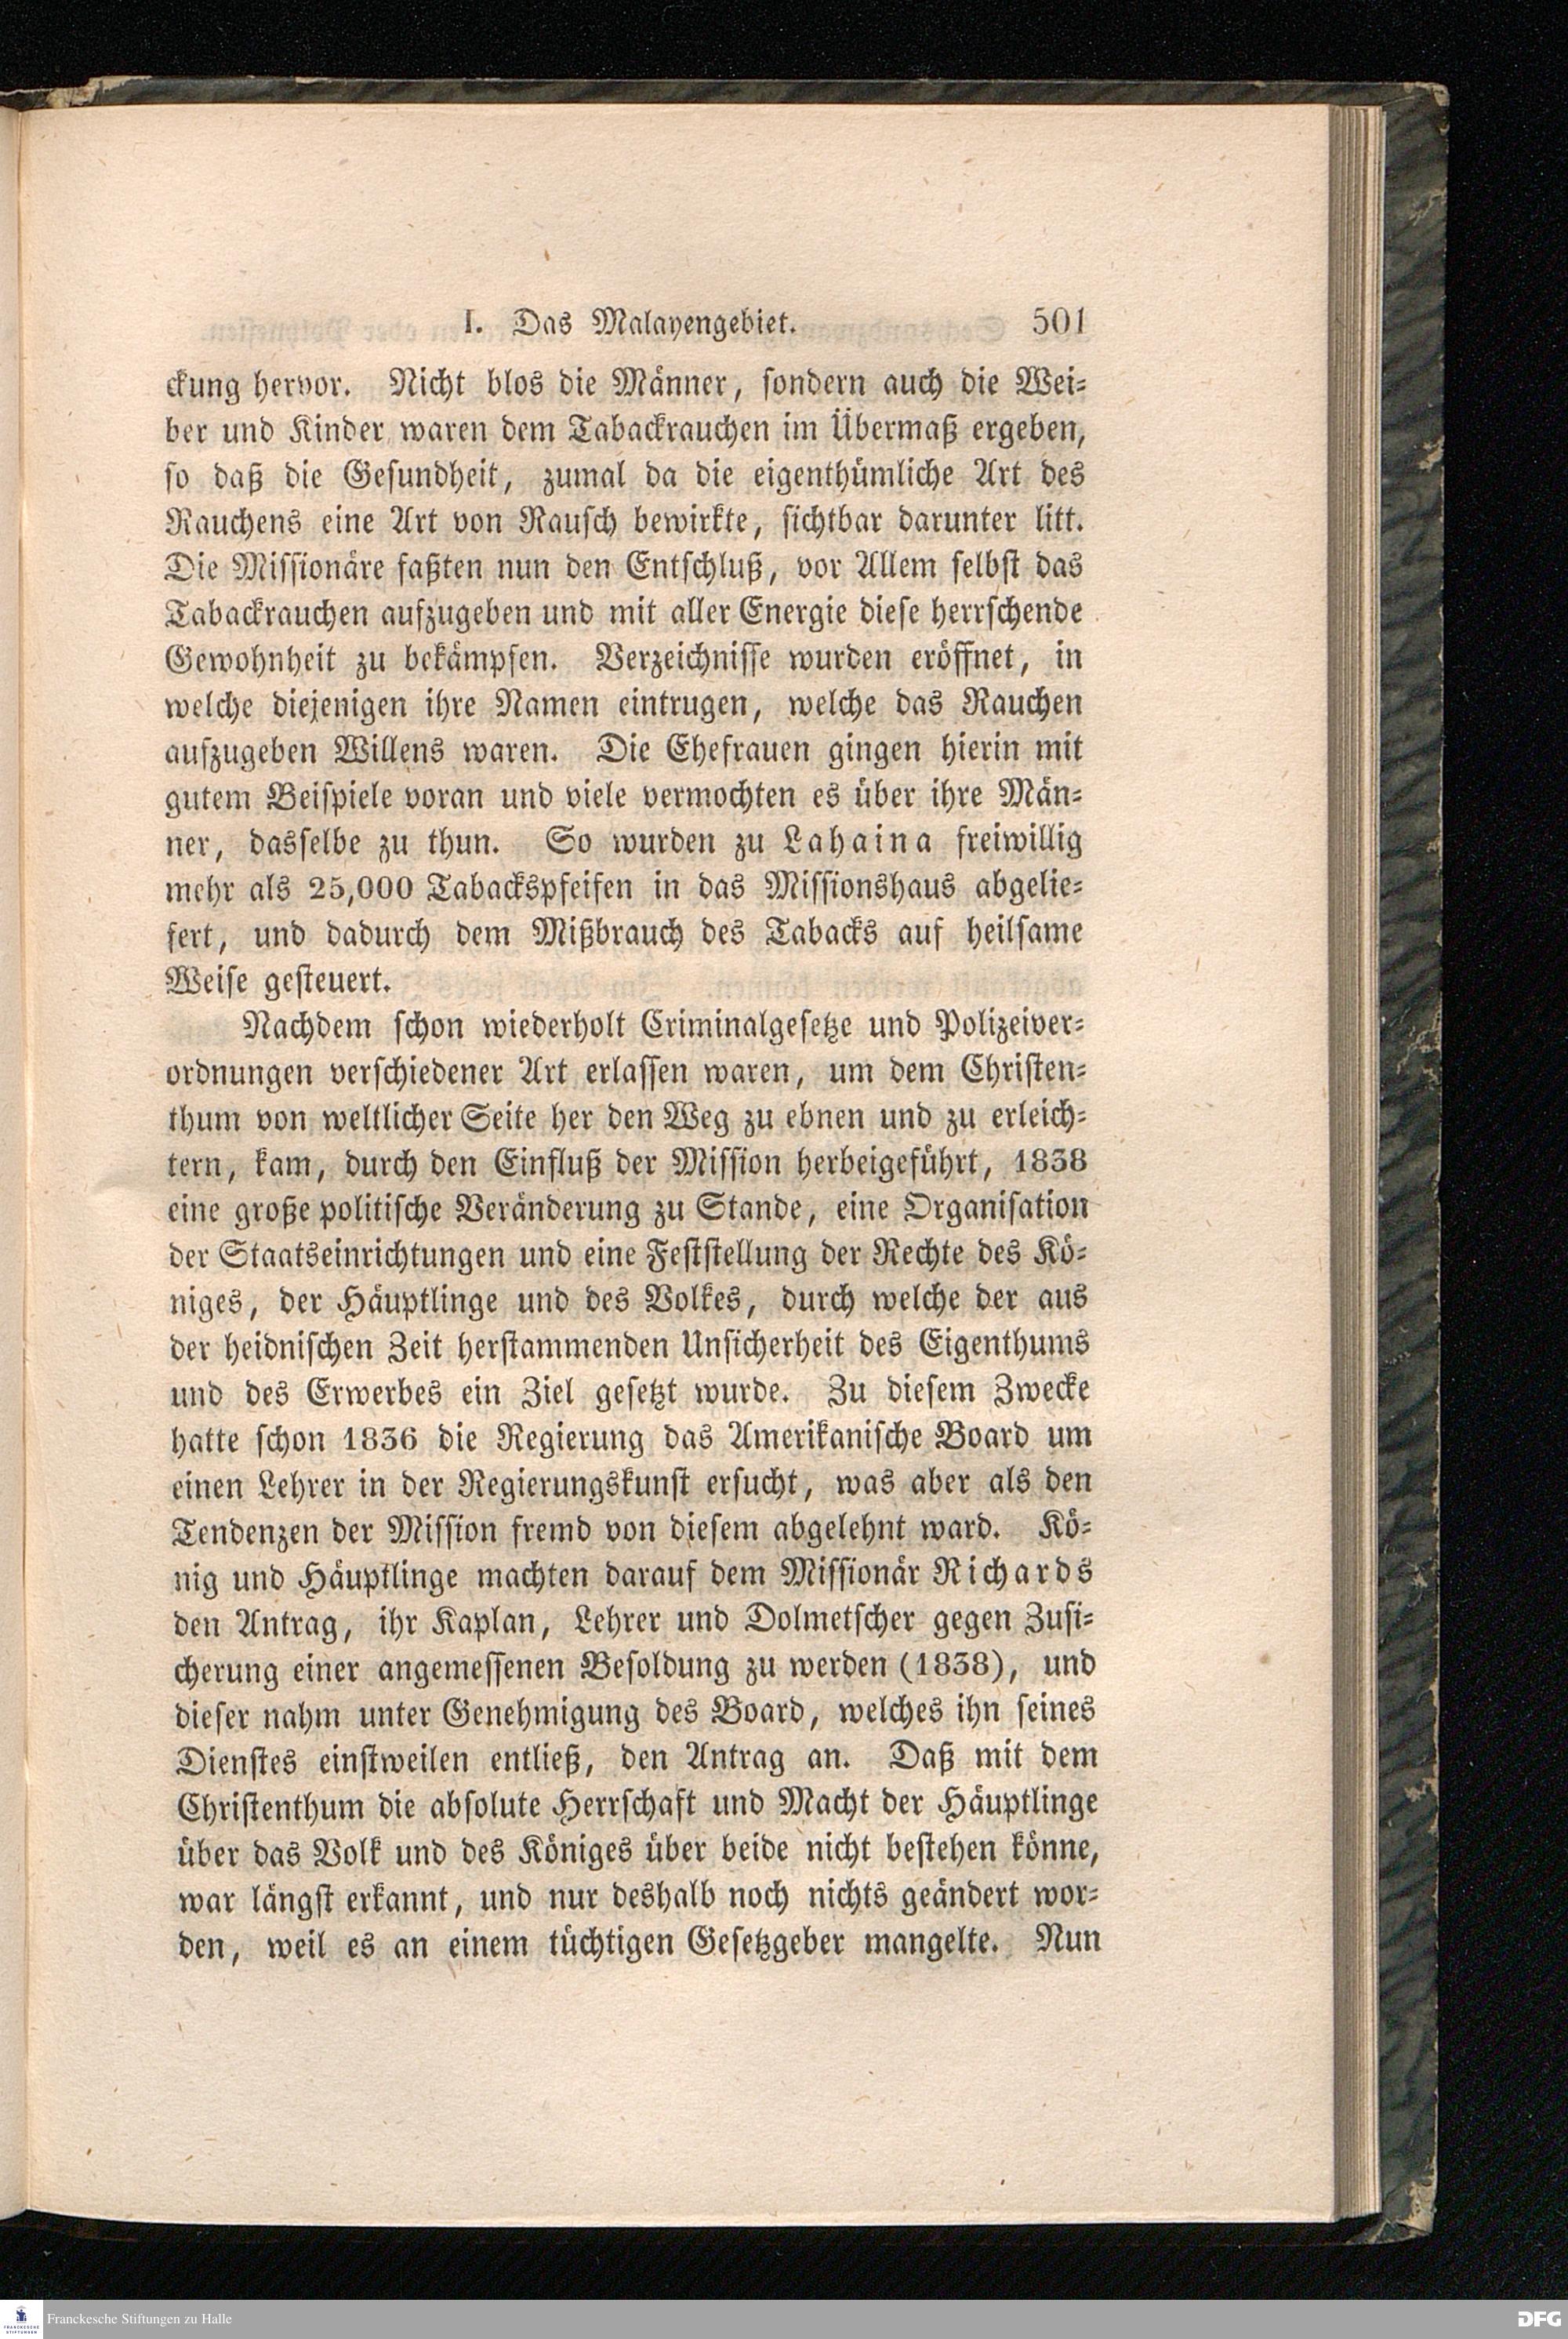 I. Das Malayengebiet. 501
ckung hervor. Nicht blos die Männer, sondern auch die Wei-
ber und Kinder waren dem Tabackrauchen im Übermaß ergeben,
so daß die Gesundheit, zumal da die eigenthümliche Art des
Rauchens eine Art von Rausch bewirkte, sichtbar darunter litt.
Die Missionäre faßten nun den Entschluß, vor Allem selbst das
Tabackrauchen aufzugeben und mit aller Energie diese herrschende
Gewohnheit zu bekämpfen. Verzeichnisse wurden eröffnet, in
welche diejenigen ihre Namen eintrugen, welche das Rauchen
aufzugeben Willens waren. Die Ehefrauen gingen hierin mit
gutem Beispiele voran und viele vermochten es über ihre Män-
ner, dasselbe zu thun. So wurden zu Lahaina freiwillig
mehr als 25,000 Tabackspfeifen in das Missionshaus abgelie-
fert, und dadurch dem Mißbrauch des Tabacks auf heilsame
Weise gesteuert.
Nachdem schon wiederholt Criminalgesetze und Polizeiver-
ordnungen verschiedener Art erlassen waren, um dem Christen-
thum von weltlicher Seite her den Weg zu ebnen und zu erleich-
tern, kam, durch den Einfluß der Mission herbeigeführt, 1838
eine große politische Veränderung zu Stande, eine Organisation
der Staatseinrichtungen und eine Feststellung der Rechte des Kö-
niges, der Häuptlinge und des Volkes, durch welche der aus
der heidnischen Zeit herstammenden Unsicherheit des Eigenthums
und des Erwerbes ein Ziel gesetzt wurde. Zu diesem Zwecke
hatte schon 1836 die Regierung das Amerikanische Board um
einen Lehrer in der Regierungskunst ersucht, was aber als den
Tendenzen der Mission fremd von diesem abgelehnt ward. Kö-
nig und Häuptlinge machten darauf dem Missionär Richards
den Antrag, ihr Kaplan, Lehrer und Dolmetscher gegen Zusi-
cherung einer angemessenen Besoldung zu werden (1838), und
dieser nahm unter Genehmigung des Board, welches ihn seines
Dienstes einstweilen entließ, den Antrag an. Daß mit dem
Christenthum die absolute Herrschaft und Macht der Häuptlinge
über das Volk und des Königes über beide nicht bestehen könne,
war längst erkannt, und nur deshalb noch nichts geändert wor-
den, weil es an einem tüchtigen Gesetzgeber mangelte. Nun
FRANCKESCHE
STIFTUNGEN
Franckesche Stiftungen zu Halle
DFG